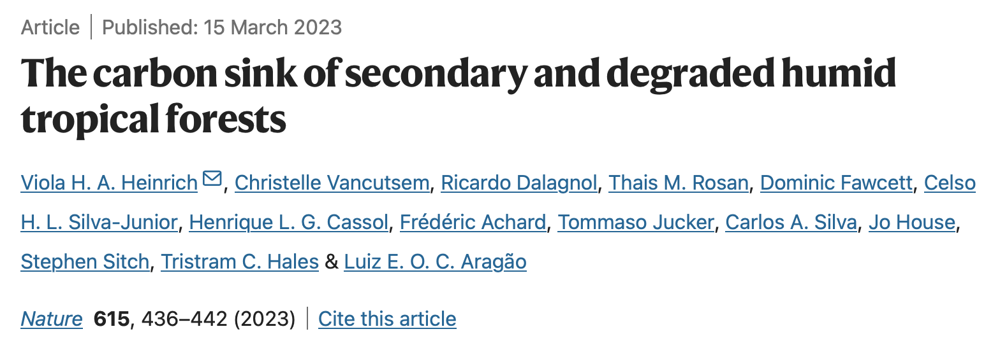 Article | Published: 15 March 2023
The carbon sink of secondary and degraded humid
tropical forests
Viola H. A. Heinrich, Christelle Vancutsem, Ricardo Dalagnol, Thais M. Rosan, Dominic Fawcett, Celso
H. L. Silva-Junior, Henrique L. G. Cassol, Frédéric Achard, Tommaso Jucker, Carlos A. Silva, Jo House,
Stephen Sitch, Tristram C. Hales & Luiz E. O. C. Aragão
Nature 615, 436–442 (2023) | Cite this article